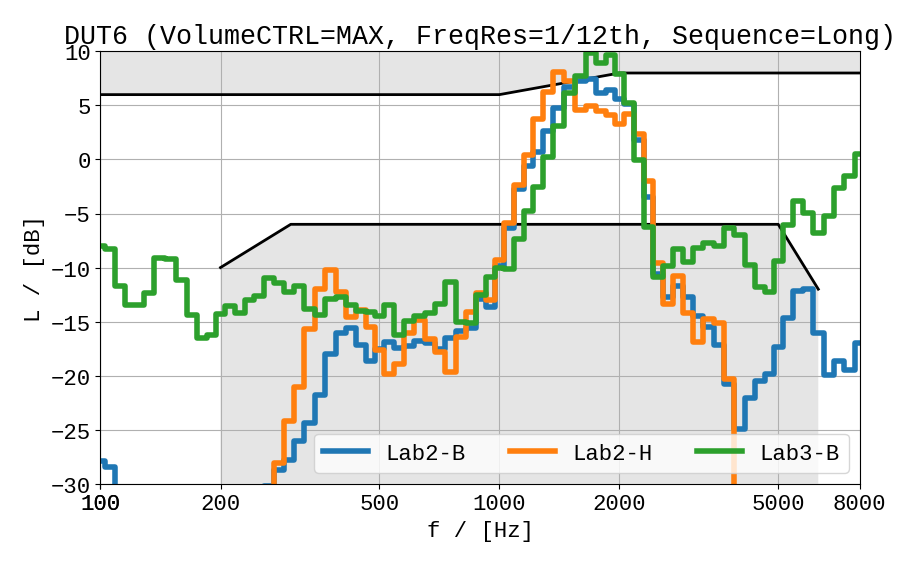 DUT6 (VolumeCTRL=MAX, FreqRes=1/12th, Sequence=Long)
10
5
0
−5
−10
−15
−20
−25
−30
L / [dB]
Lab2-B Lab2-H Lab3-B
100 200 500 1000 2000 5000 8000
f / [Hz]